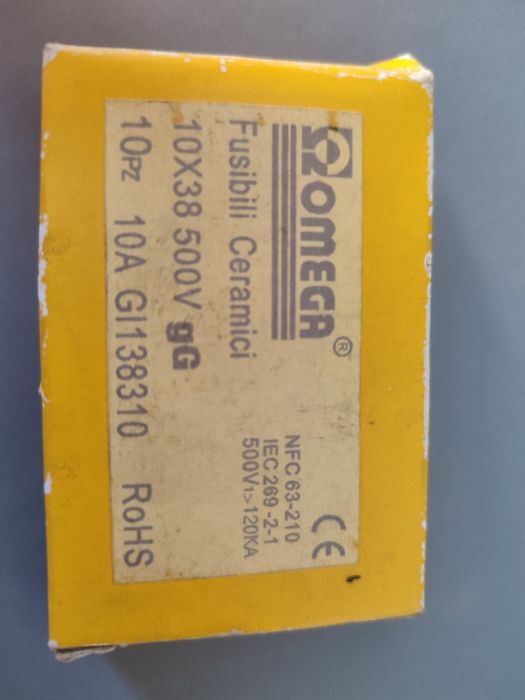 OMEGA ®
CE
Fusibili Ceramici
NFC 63-210
IEC 269-2-1
500V1>120KA
10X38 500V gG
10PZ 10A GI138310 RoHS